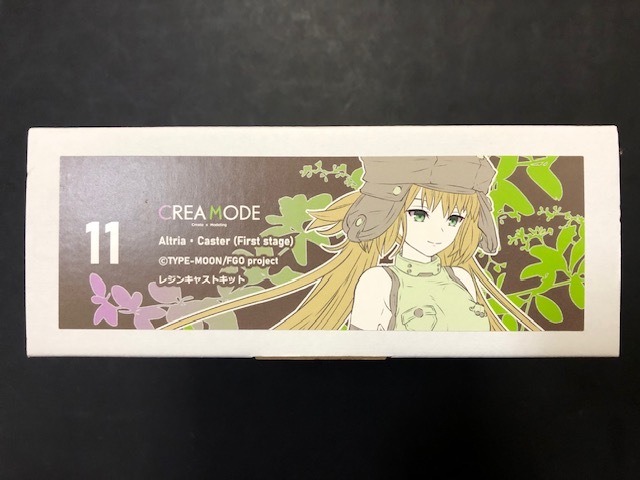 11
CREA MODE
Create × Modeling
Altria・Caster (First stage)
©TYPE-MOON/FGO project
レジンキャストキット